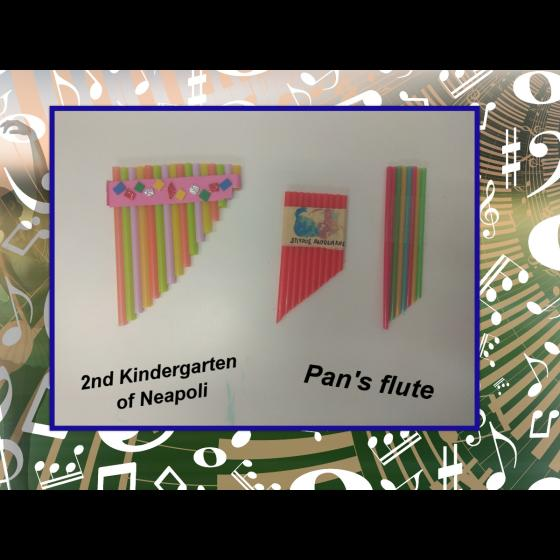 2nd Kindergarten
of Neapoli
Pan's flute